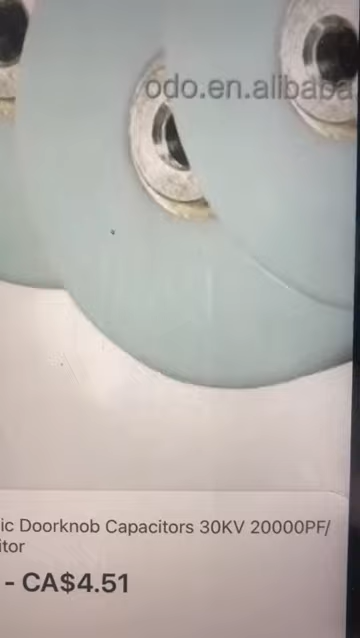 odo.en.alibaba
ic Doorknob Capacitors 30KV 20000PF/
itor
- CA$4.51